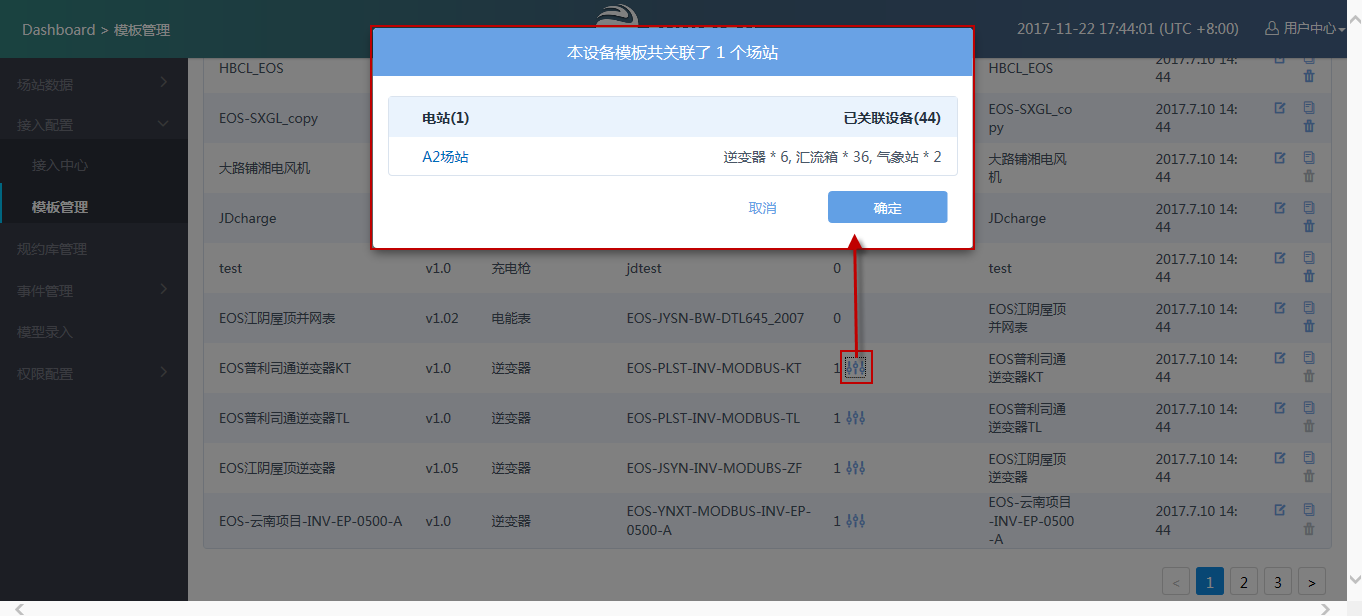 Dashboard > 模板管理
2017-11-22 17:44:01 (UTC +8:00)
用户中心
场站数据
接入配置
接入中心
模板管理
规约库管理
事件管理
模型录入
权限配置
本设备模板共关联了 1 个场站
电站(1) 已关联设备(44)
A2场站 逆变器 * 6, 汇流箱 * 36, 气象站 * 2
取消 确定
HBCL_EOS HBCL_EOS 2017.7.10 14:
44
EOS-SXGL_copy EOS-SXGL_co
py 2017.7.10 14:
44
大路铺湘电风机 大路铺湘电风
机 2017.7.10 14:
44
JDcharge JDcharge 2017.7.10 14:
44
test v1.0 充电枪 jdtest 0 test 2017.7.10 14:
44
EOS江阴屋顶并网表 v1.02 电能表 EOS-JYSN-BW-DTL645_2007 0 EOS江阴屋顶
并网表 2017.7.10 14:
44
EOS普利司通逆变器KT v1.0 逆变器 EOS-PLST-INV-MODBUS-KT 1 EOS普利司通
逆变器KT 2017.7.10 14:
44
EOS普利司通逆变器TL v1.0 逆变器 EOS-PLST-INV-MODBUS-TL 1 EOS普利司通
逆变器TL 2017.7.10 14:
44
EOS江阴屋顶逆变器 v1.05 逆变器 EOS-JSYN-INV-MODUBS-ZF 1 EOS江阴屋顶
逆变器 2017.7.10 14:
44
EOS-云南项目-INV-EP-0500-A v1.0 逆变器 EOS-YNXT-MODBUS-INV-EP-
0500-A 1 EOS-云南项目
-INV-EP-0500
-A 2017.7.10 14:
44
< 1 2 3 >